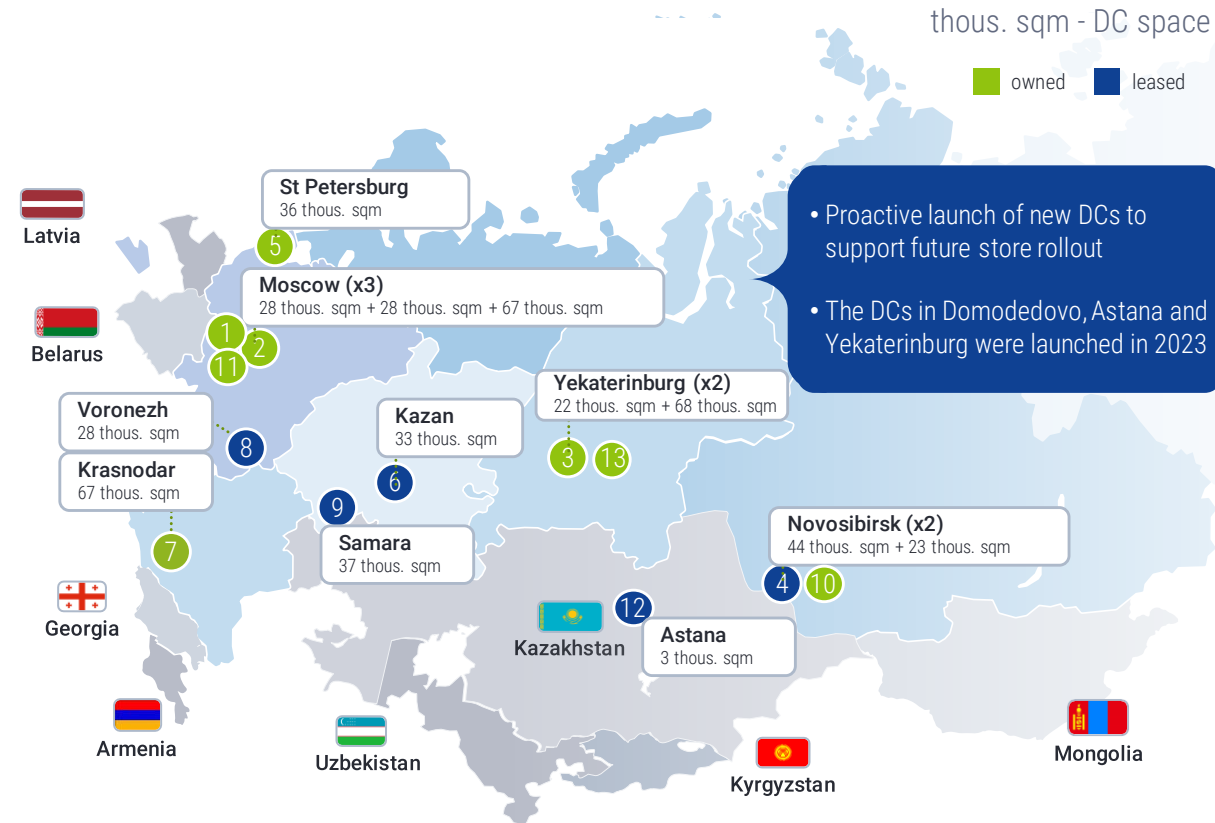 thous. sqm - DC space
owned
leased
• Proactive launch of new DCs to
support future store rollout
• The DCs in Domodedovo, Astana and
Yekaterinburg were launched in 2023
Latvia
St Petersburg
36 thous. sqm
5
Moscow (x3)
28 thous. sqm + 28 thous. sqm + 67 thous. sqm
Belarus
1
2
11
Yekaterinburg (x2)
22 thous. sqm + 68 thous. sqm
3
13
Voronezh
28 thous. sqm
8
Kazan
33 thous. sqm
6
Krasnodar
67 thous. sqm
7
9
Samara
37 thous. sqm
Novosibirsk (x2)
44 thous. sqm + 23 thous. sqm
4
10
Georgia
Kazakhstan
12
Astana
3 thous. sqm
Armenia
Uzbekistan
Kyrgyzstan
Mongolia